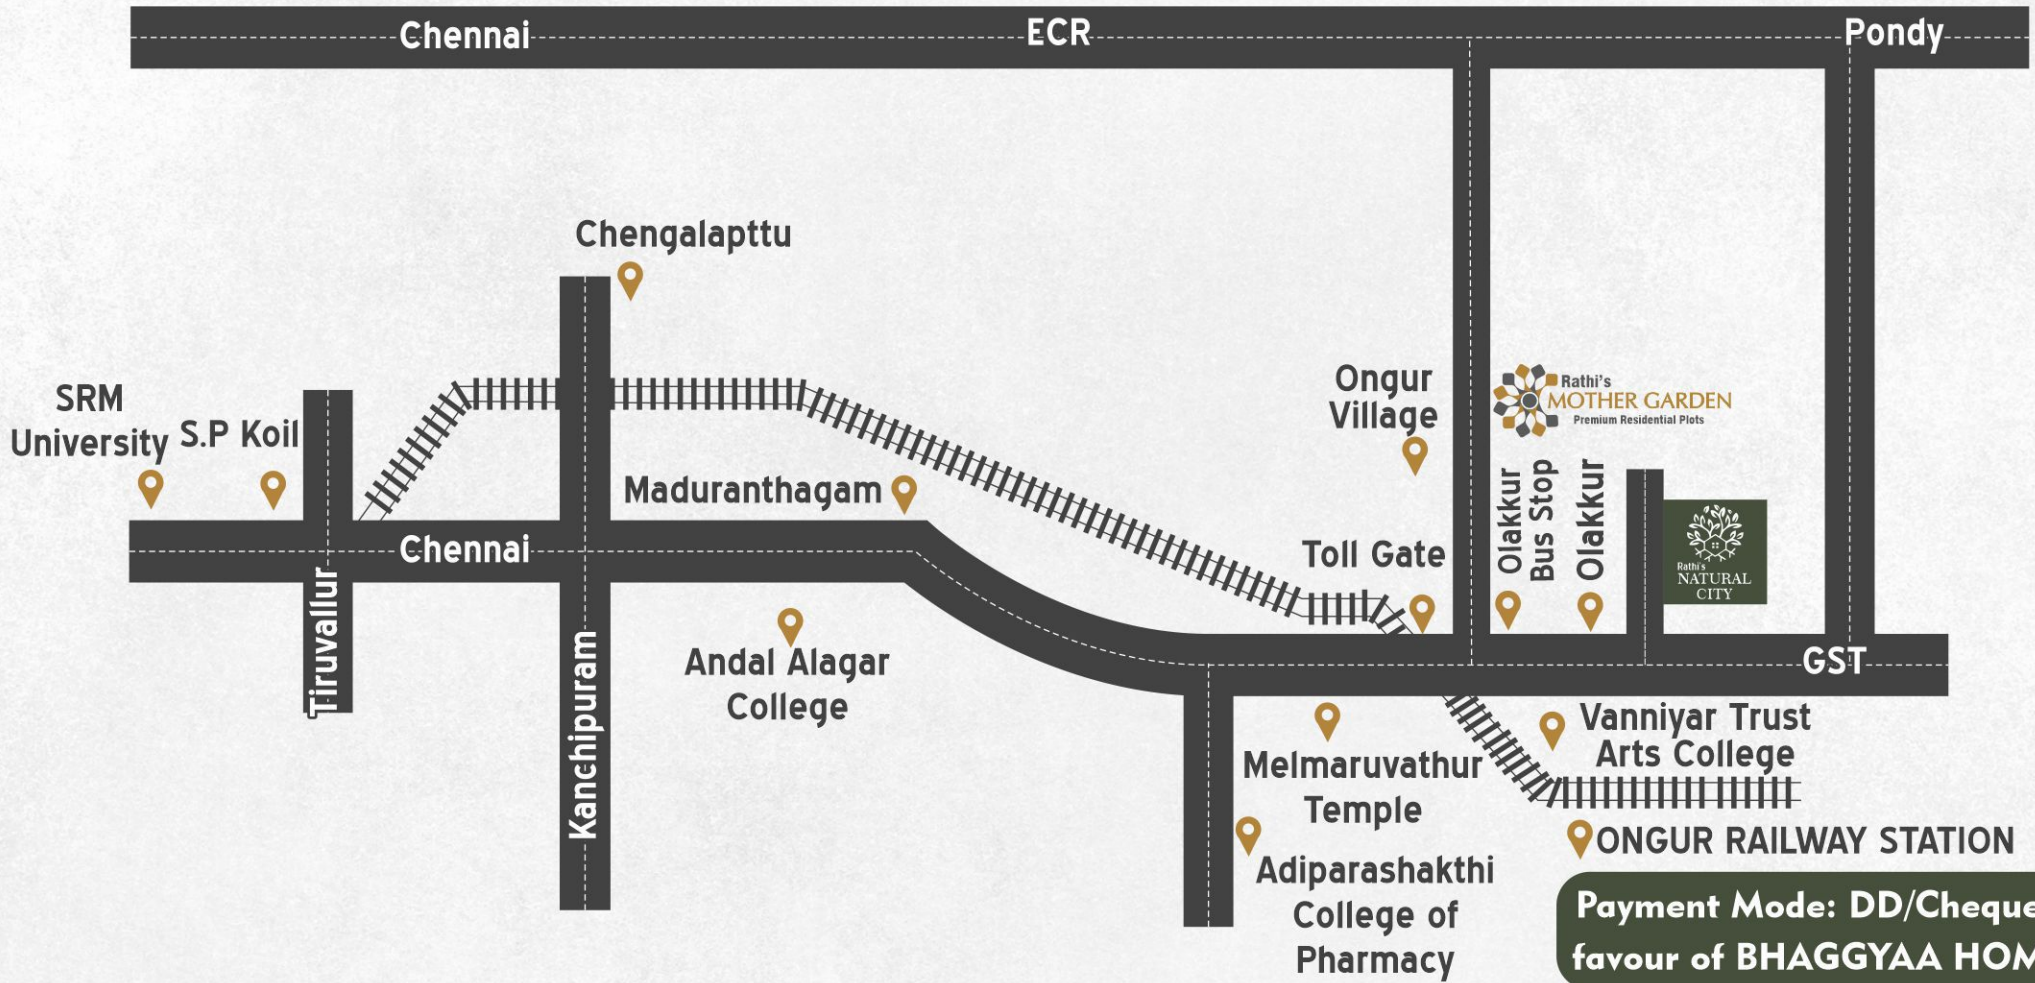 Chennai
ECR
Pondy
Chengalapttu
SRM
University
S.P Koil
Maduranthagam
Ongur
Village
Rathi's
MOTHER GARDEN
Premium Residential Plots
Toll Gate
Olakkur
Bus Stop
Olakkur
Rathi's
NATURAL
CITY
Chennai
Tiruvallur
Kanchipuram
Andal Alagar
College
GST
Melmaruvathur
Temple
Vanniyar Trust
Arts College
ONGUR RAILWAY STATION
Adiparashakthi
College of
Pharmacy
Payment Mode: DD/Cheque
favour of BHAGGYAA HOM